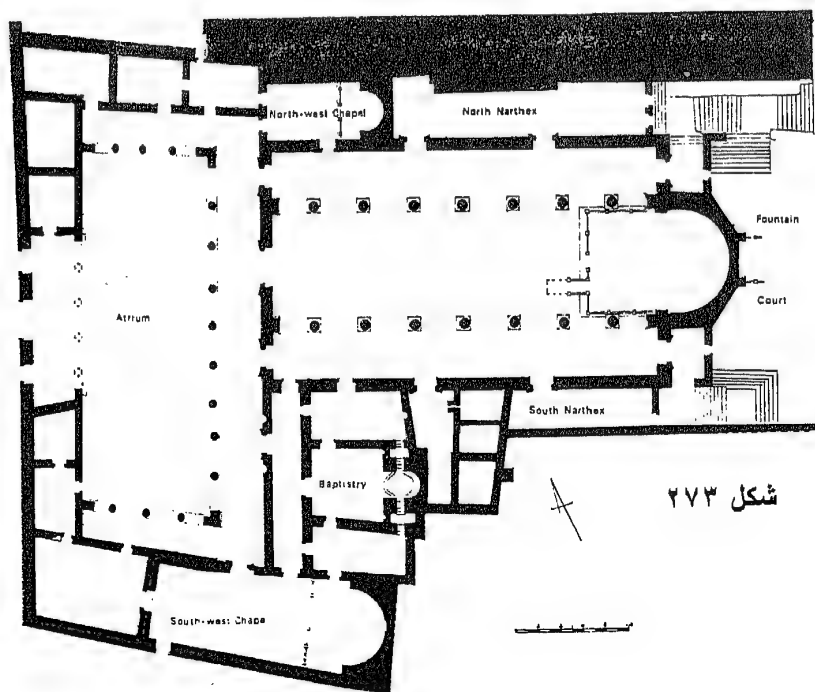 North-west Chapel
North Narthex
Fountain
Court
Atrium
South Narthex
Baptistry
شكل ٢٧٣
South-west Chape